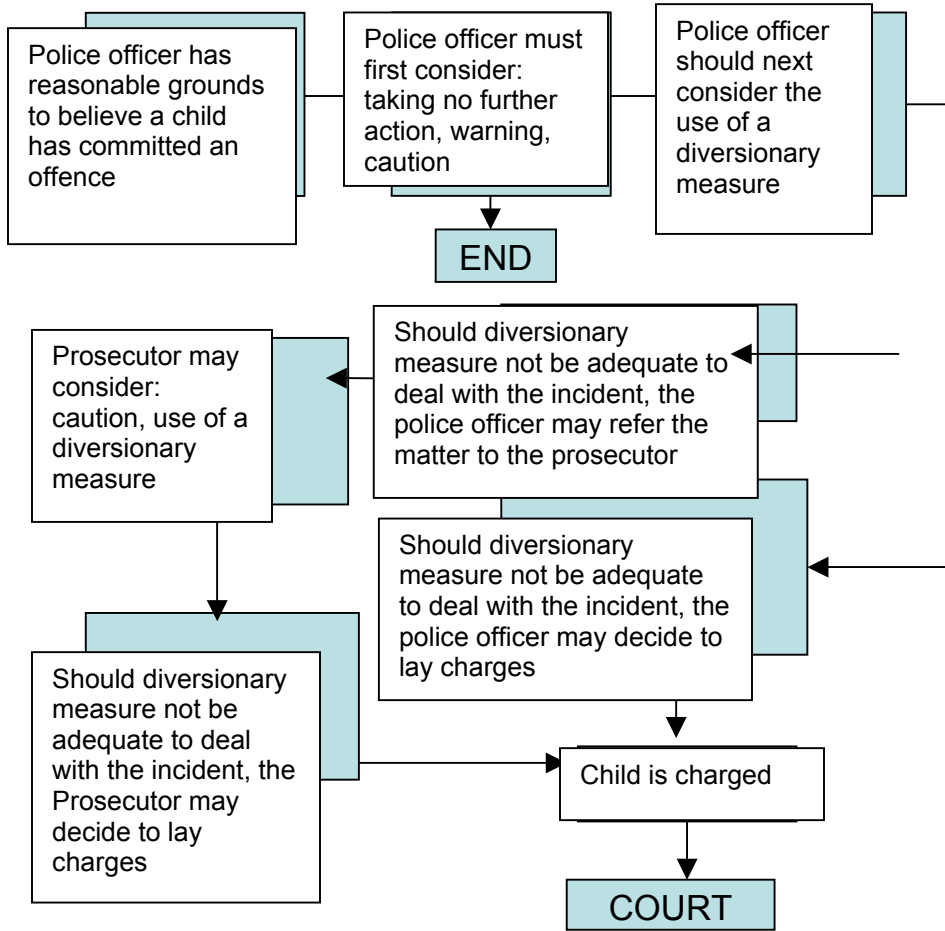 Police officer has
reasonable grounds
to believe a child
has committed an
offence
Police officer must
first consider:
taking no further
action, warning,
caution
Police officer
should next
consider the
use of a
diversionary
measure
END
Should diversionary
measure not be adequate to
deal with the incident, the
police officer may refer the
matter to the prosecutor
Prosecutor may
consider:
caution, use of a
diversionary
measure
Should diversionary
measure not be adequate
to deal with the incident, the
police officer may decide to
lay charges
Should diversionary
measure not be
adequate to deal
with the incident, the
Prosecutor may
decide to lay
charges
Child is charged
COURT